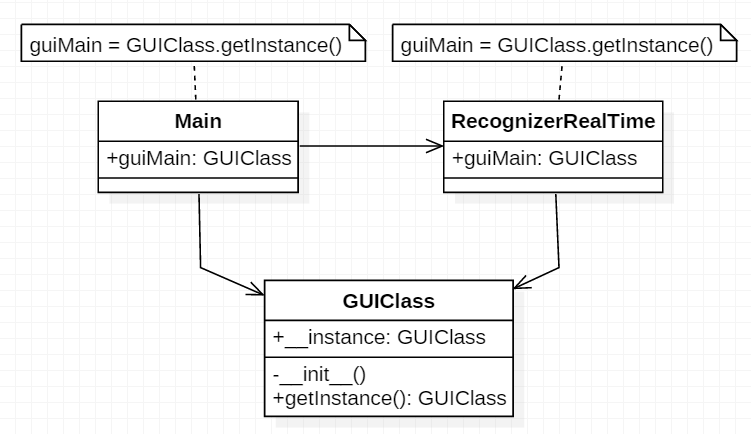 guiMain = GUIClass.getInstance()
guiMain = GUIClass.getInstance()
Main
+guiMain: GUIClass
RecognizerRealTime
+guiMain: GUIClass
GUIClass
+__instance: GUIClass
-__init__()
+getInstance(): GUIClass